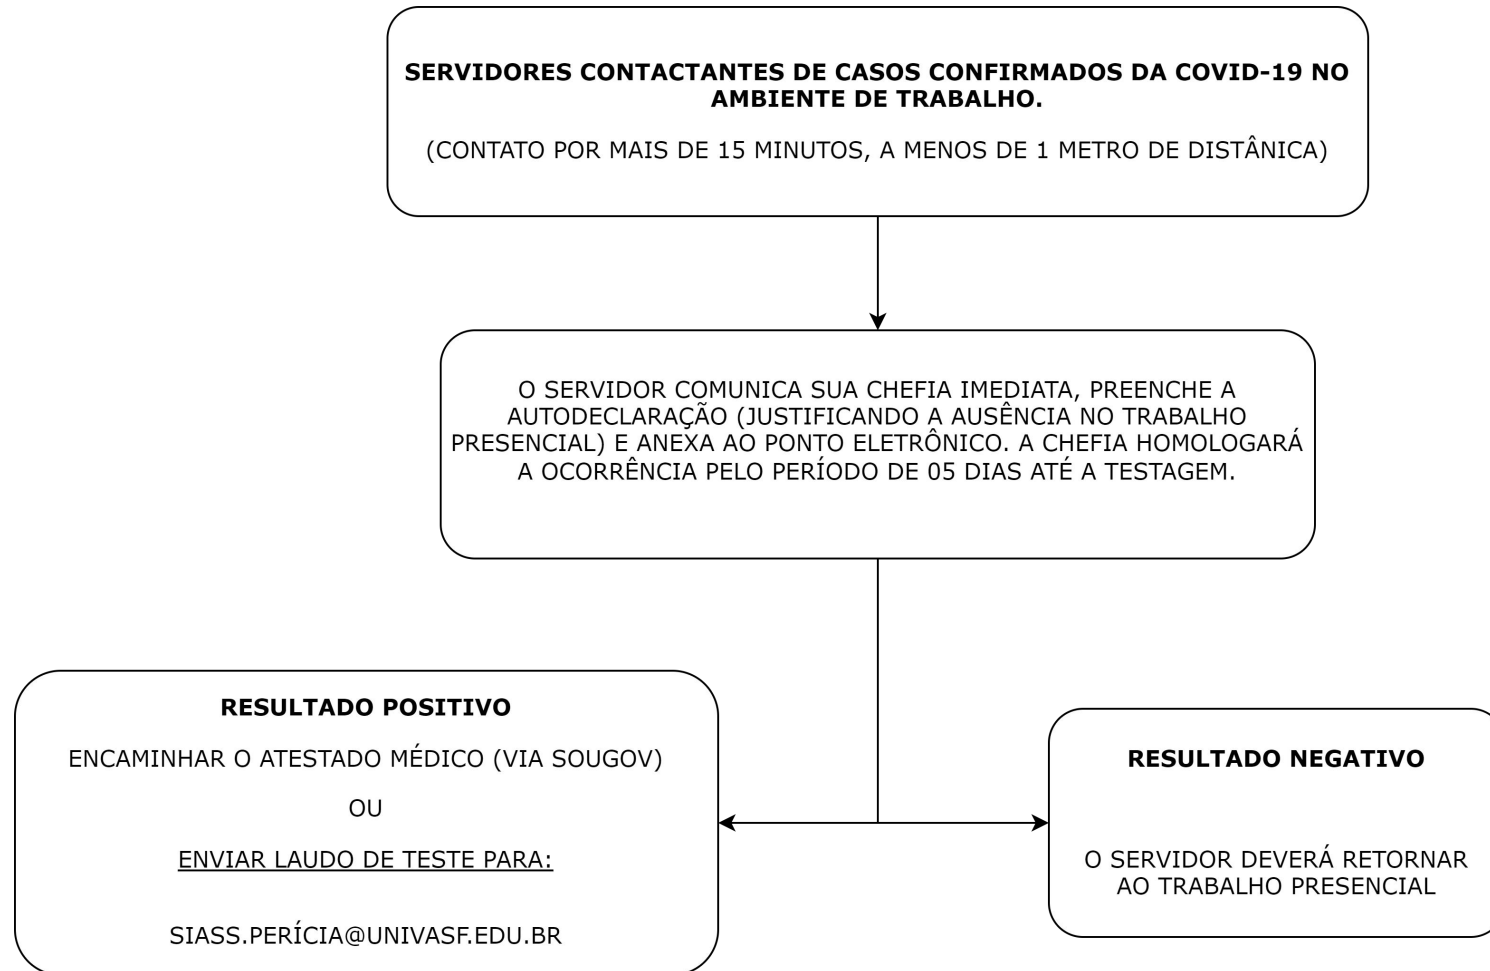 SERVIDORES CONTACTANTES DE CASOS CONFIRMADOS DA COVID-19 NO
AMBIENTE DE TRABALHO.
(CONTATO POR MAIS DE 15 MINUTOS, A MENOS DE 1 METRO DE DISTÂNICA)
O SERVIDOR COMUNICA SUA CHEFIA IMEDIATA, PREENCHE A
AUTODECLARAÇÃO (JUSTIFICANDO A AUSÊNCIA NO TRABALHO
PRESENCIAL) E ANEXA AO PONTO ELETRÔNICO. A CHEFIA HOMOLOGARÁ
A OCORRÊNCIA PELO PERÍODO DE 05 DIAS ATÉ A TESTAGEM.
RESULTADO POSITIVO
ENCAMINHAR O ATESTADO MÉDICO (VIA SOUGOV)
OU
ENVIAR LAUDO DE TESTE PARA:
SIASS.PERÍCIA@UNIVASF.EDU.BR
RESULTADO NEGATIVO
O SERVIDOR DEVERÁ RETORNAR
AO TRABALHO PRESENCIAL